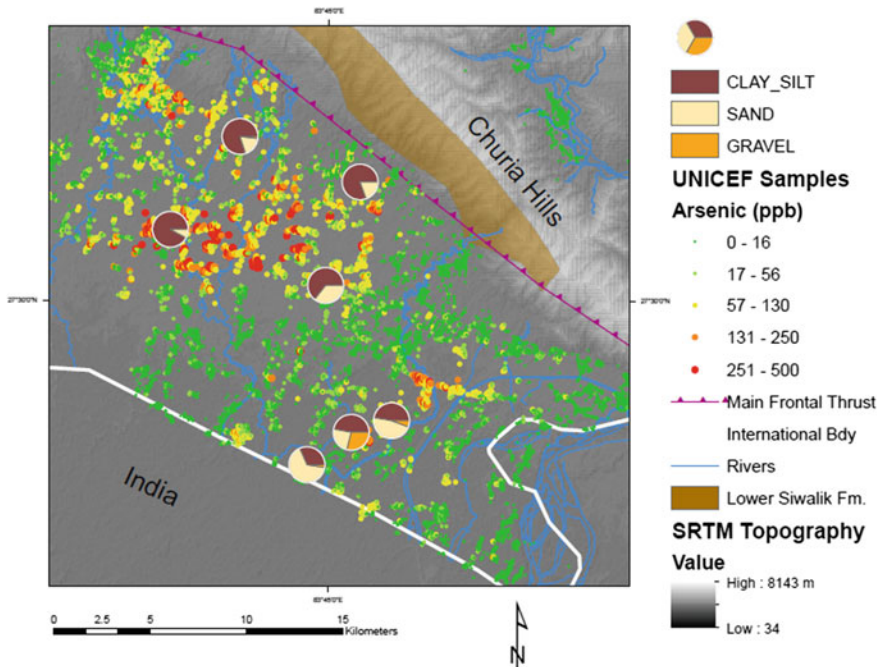 83°45'0"E
CLAY_SILT
SAND
GRAVEL
UNICEF Samples
Arsenic (ppb)
0 - 16
17 - 56
57 - 130
131 - 250
251 - 500
Main Frontal Thrust
International Bdy
Rivers
Lower Siwalik Fm.
SRTM Topography
Value
High : 8143 m
Low : 34
Churia Hills
27°30'0"N
27°30'0"N
India
83°45'0"E
0 2.5 5 10 15
Kilometers
N